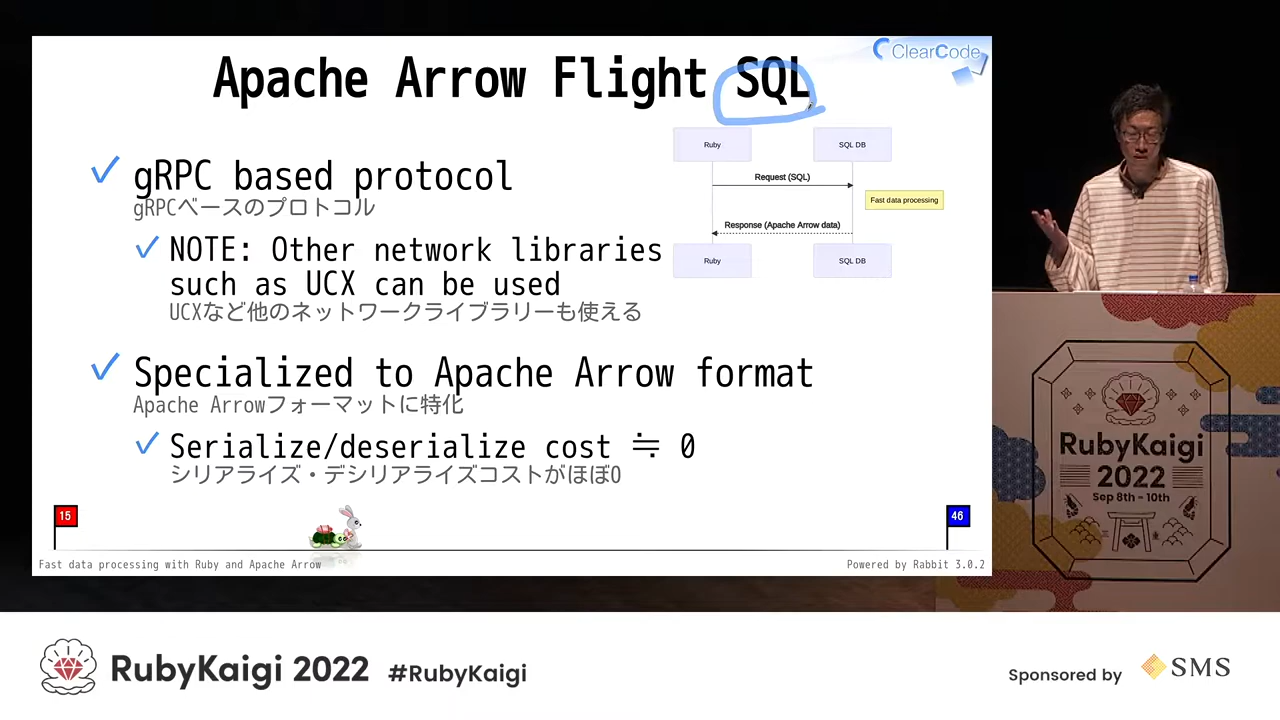 ClearCode
Apache Arrow Flight SQL
✓ gRPC based protocol
gRPCベースのプロトコル
✓ NOTE: Other network libraries
such as UCX can be used
UCXなど他のネットワークライブラリーも使える
✓ Specialized to Apache Arrow format
Apache Arrowフォーマットに特化
✓ Serialize/deserialize cost ≒ 0
シリアライズ・デシリアライズコストがほぼ0
Ruby
SQL DB
Request (SQL)
Fast data processing
Response (Apache Arrow data)
Ruby
SQL DB
15
46
Fast data processing with Ruby and Apache Arrow
Powered by Rabbit 3.0.2
RubyKaigi
2022
Sep 8th - 10th
RubyKaigi 2022 #RubyKaigi
Sponsored by SMS